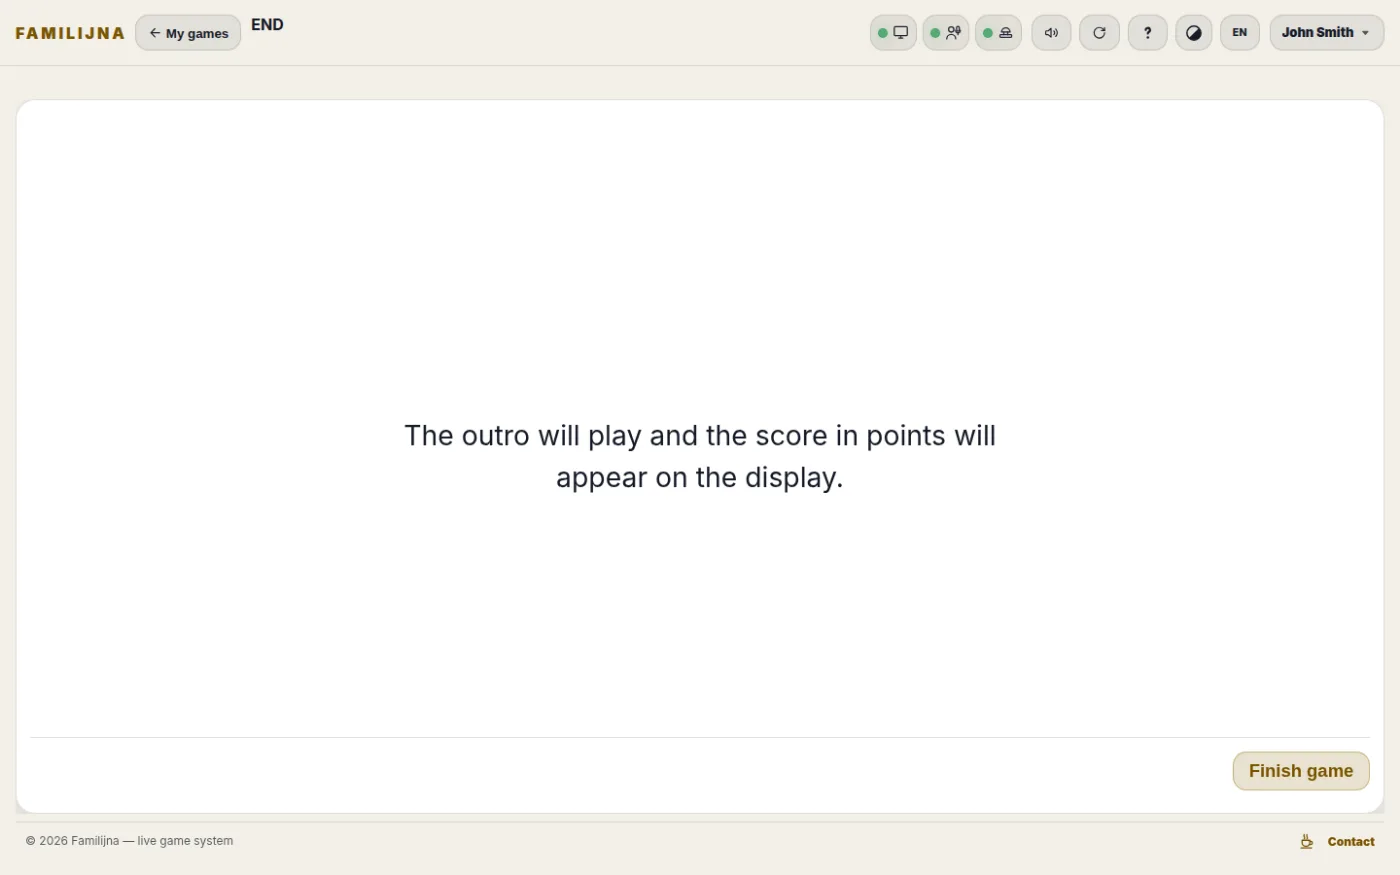 FAMILIJNA
← My games
END
?
EN
John Smith
The outro will play and the score in points will
appear on the display.
Finish game
© 2026 Familijna — live game system
Contact